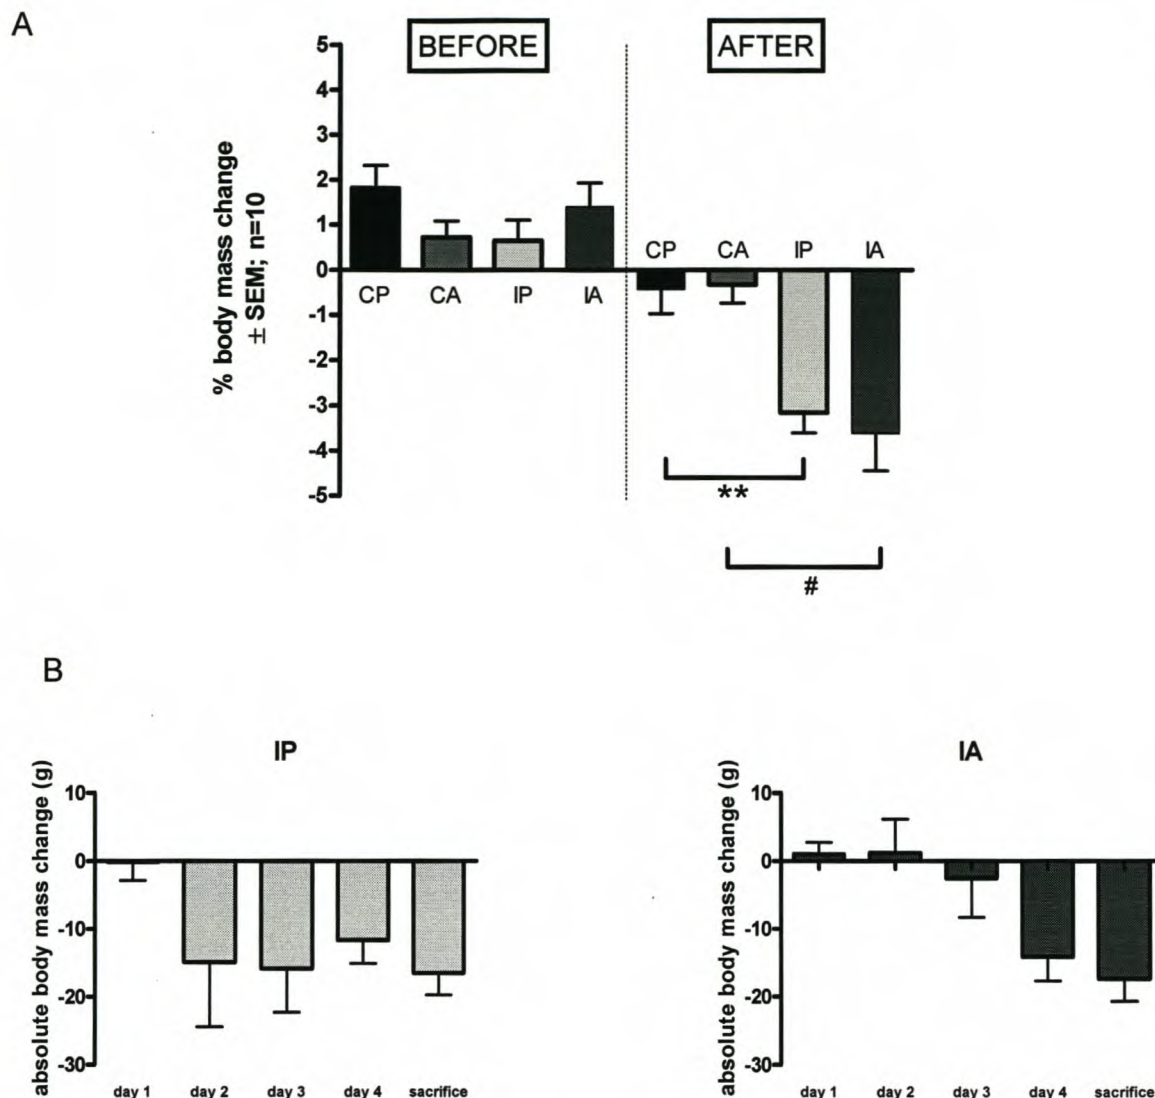 A
BEFORE
AFTER
% body mass change
± SEM; n=10
5
4
3
2
1
0
-1
-2
-3
-4
-5
CP
CA
IP
IA
CP
CA
IP
IA
**
#
B
IP
absolute body mass change (g)
10
0
-10
-20
-30
day 1
day 2
day 3
day 4
sacrifice
IA
absolute body mass change (g)
10
0
-10
-20
-30
day 1
day 2
day 3
day 4
sacrifice